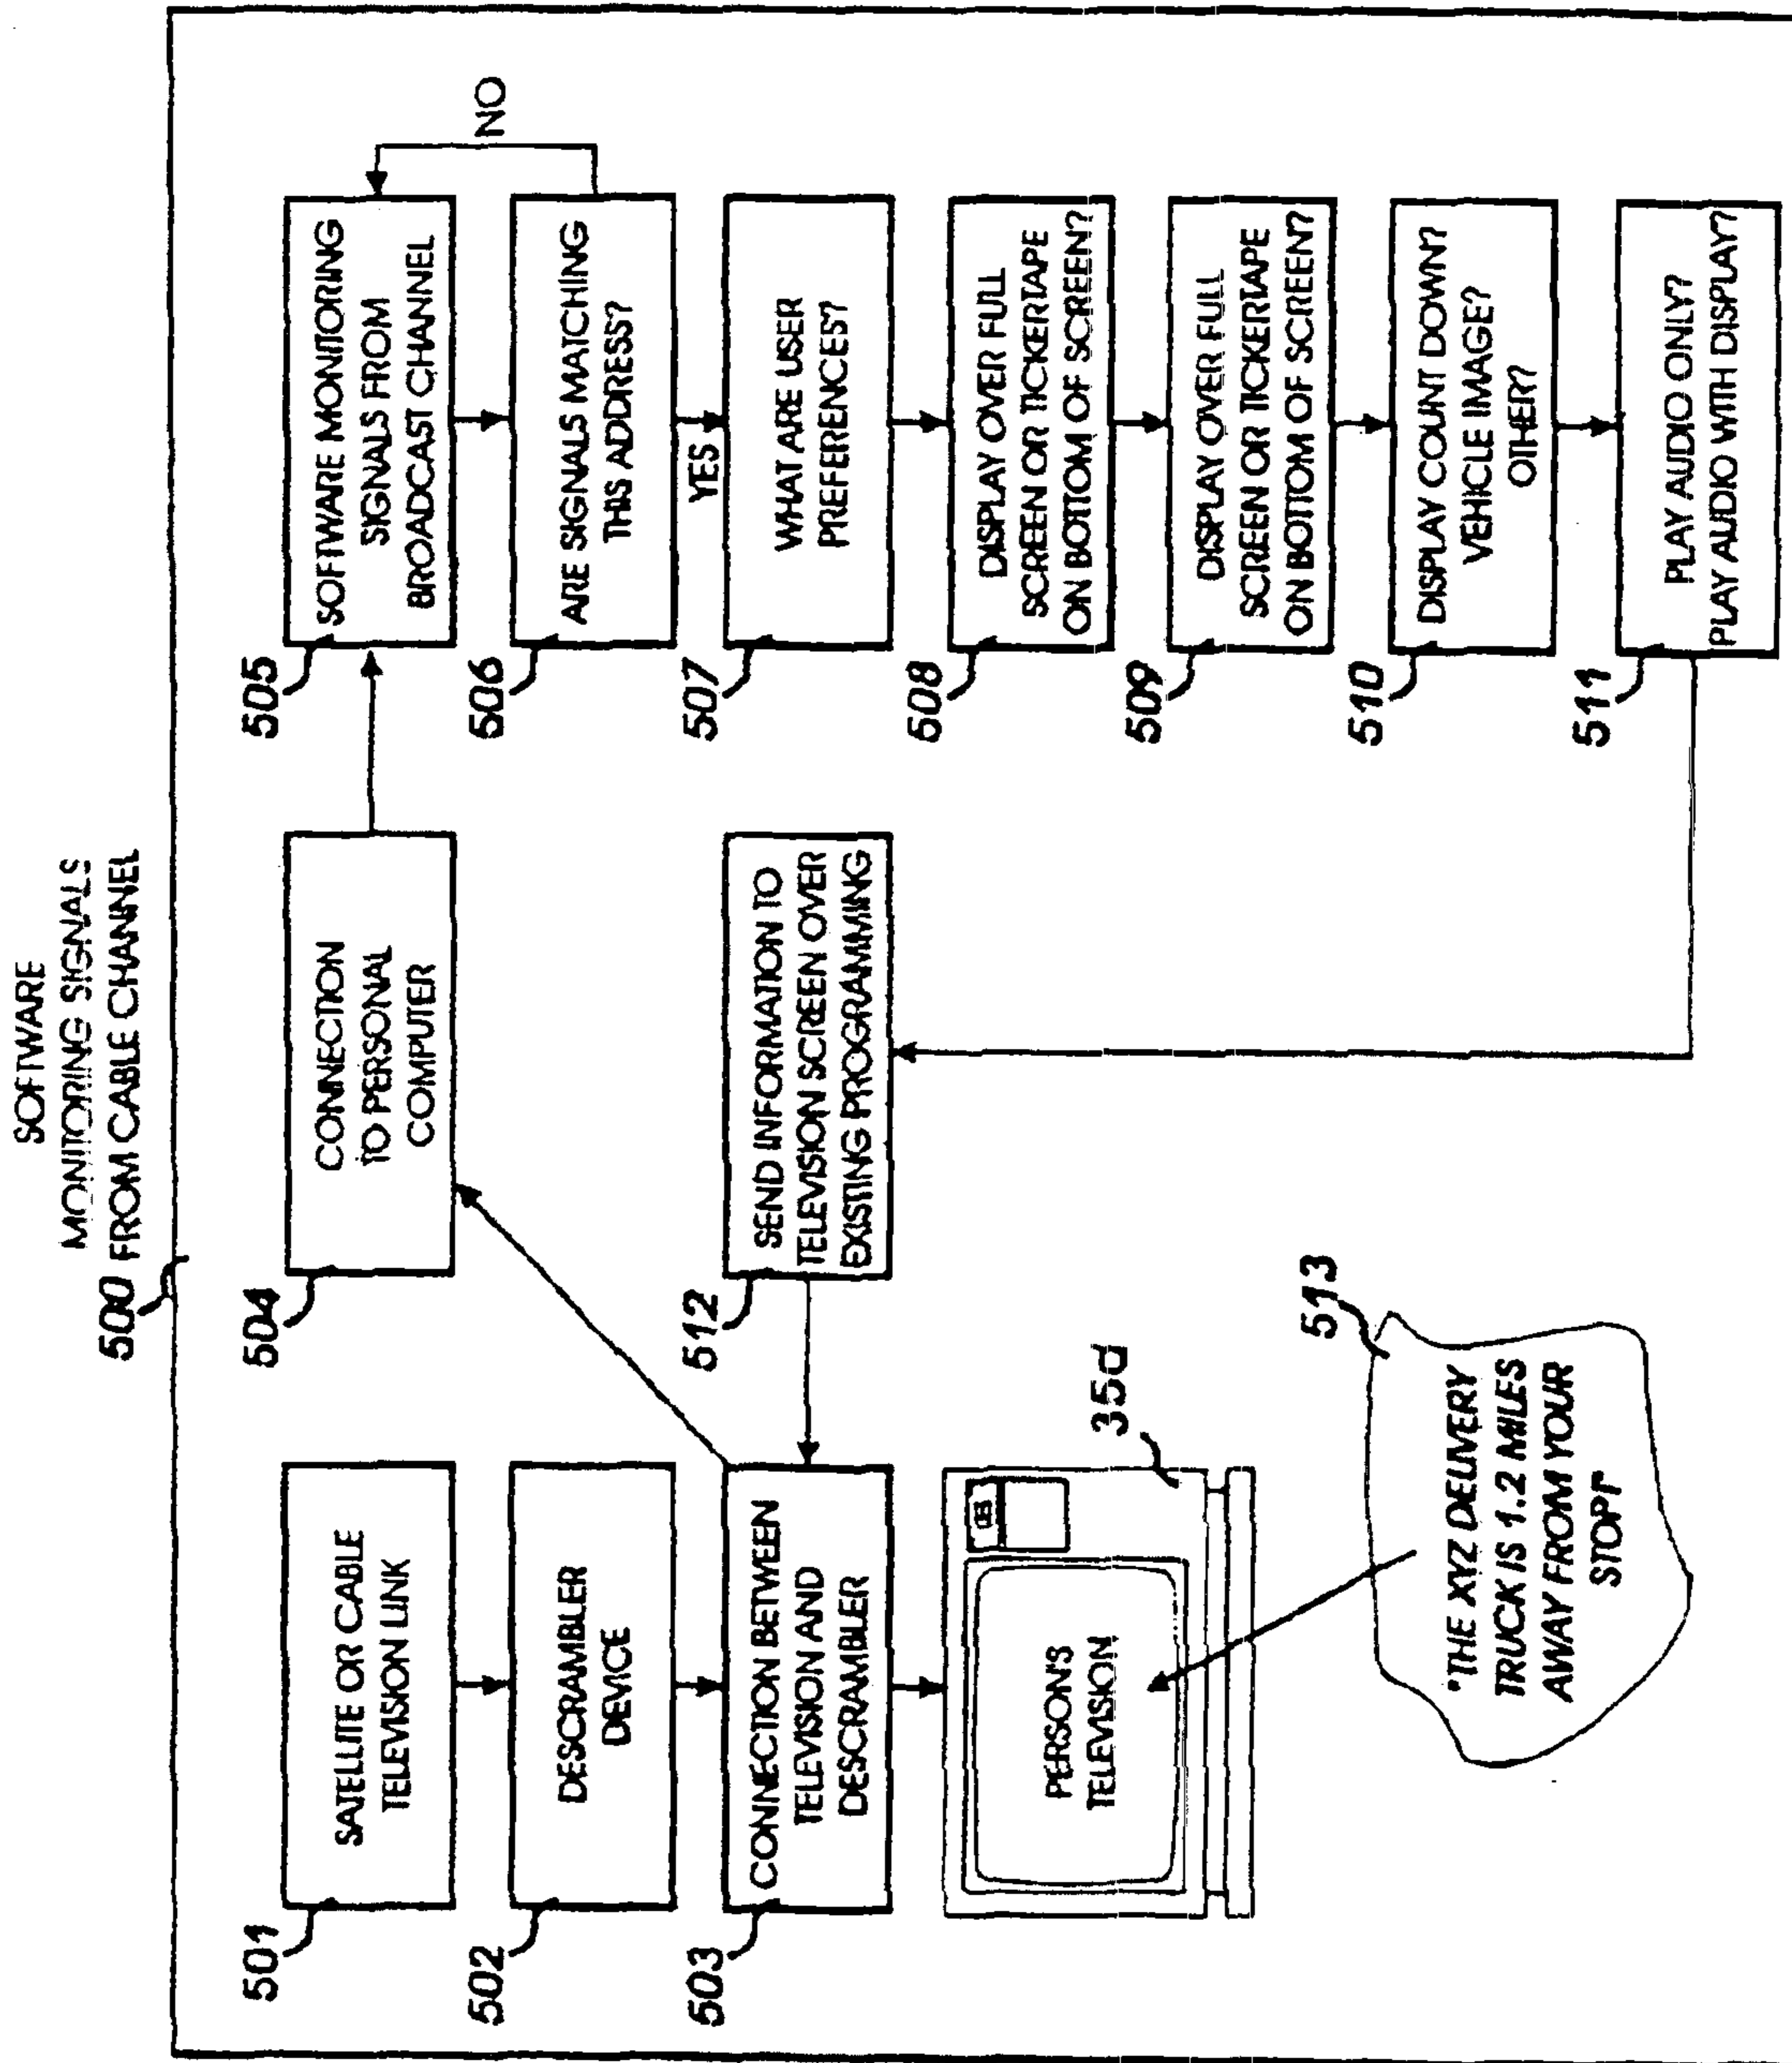 SOFTWARE
MONITORING SIGNALS
500 FROM CABLE CHANNEL
501
SATELLITE OR CABLE
TELEVISION LINK
502
DESCRAMBLER
DEVICE
503
CONNECTION BETWEEN
TELEVISION AND
DESCRAMBLER
35d
PERSON'S
TELEVISION
513
"THE XYZ DELIVERY
TRUCK IS 1.2 MILES
AWAY FROM YOUR
STOP!"
504
CONNECTION
TO PERSONAL
COMPUTER
512
SEND INFORMATION TO
TELEVISION SCREEN OVER
EXISTING PROGRAMMING
505
SOFTWARE MONITORING
SIGNALS FROM
BROADCAST CHANNEL
NO
506
ARE SIGNALS MATCHING
THIS ADDRESS?
YES
507
WHAT ARE USER
PREFERENCES?
508
DISPLAY OVER FULL
SCREEN OR TICKERTAPE
ON BOTTOM OF SCREEN?
509
DISPLAY OVER FULL
SCREEN OR TICKERTAPE
ON BOTTOM OF SCREEN?
510
DISPLAY COUNT DOWN?
VEHICLE IMAGE?
OTHER?
511
PLAY AUDIO ONLY?
PLAY AUDIO WITH DISPLAY?